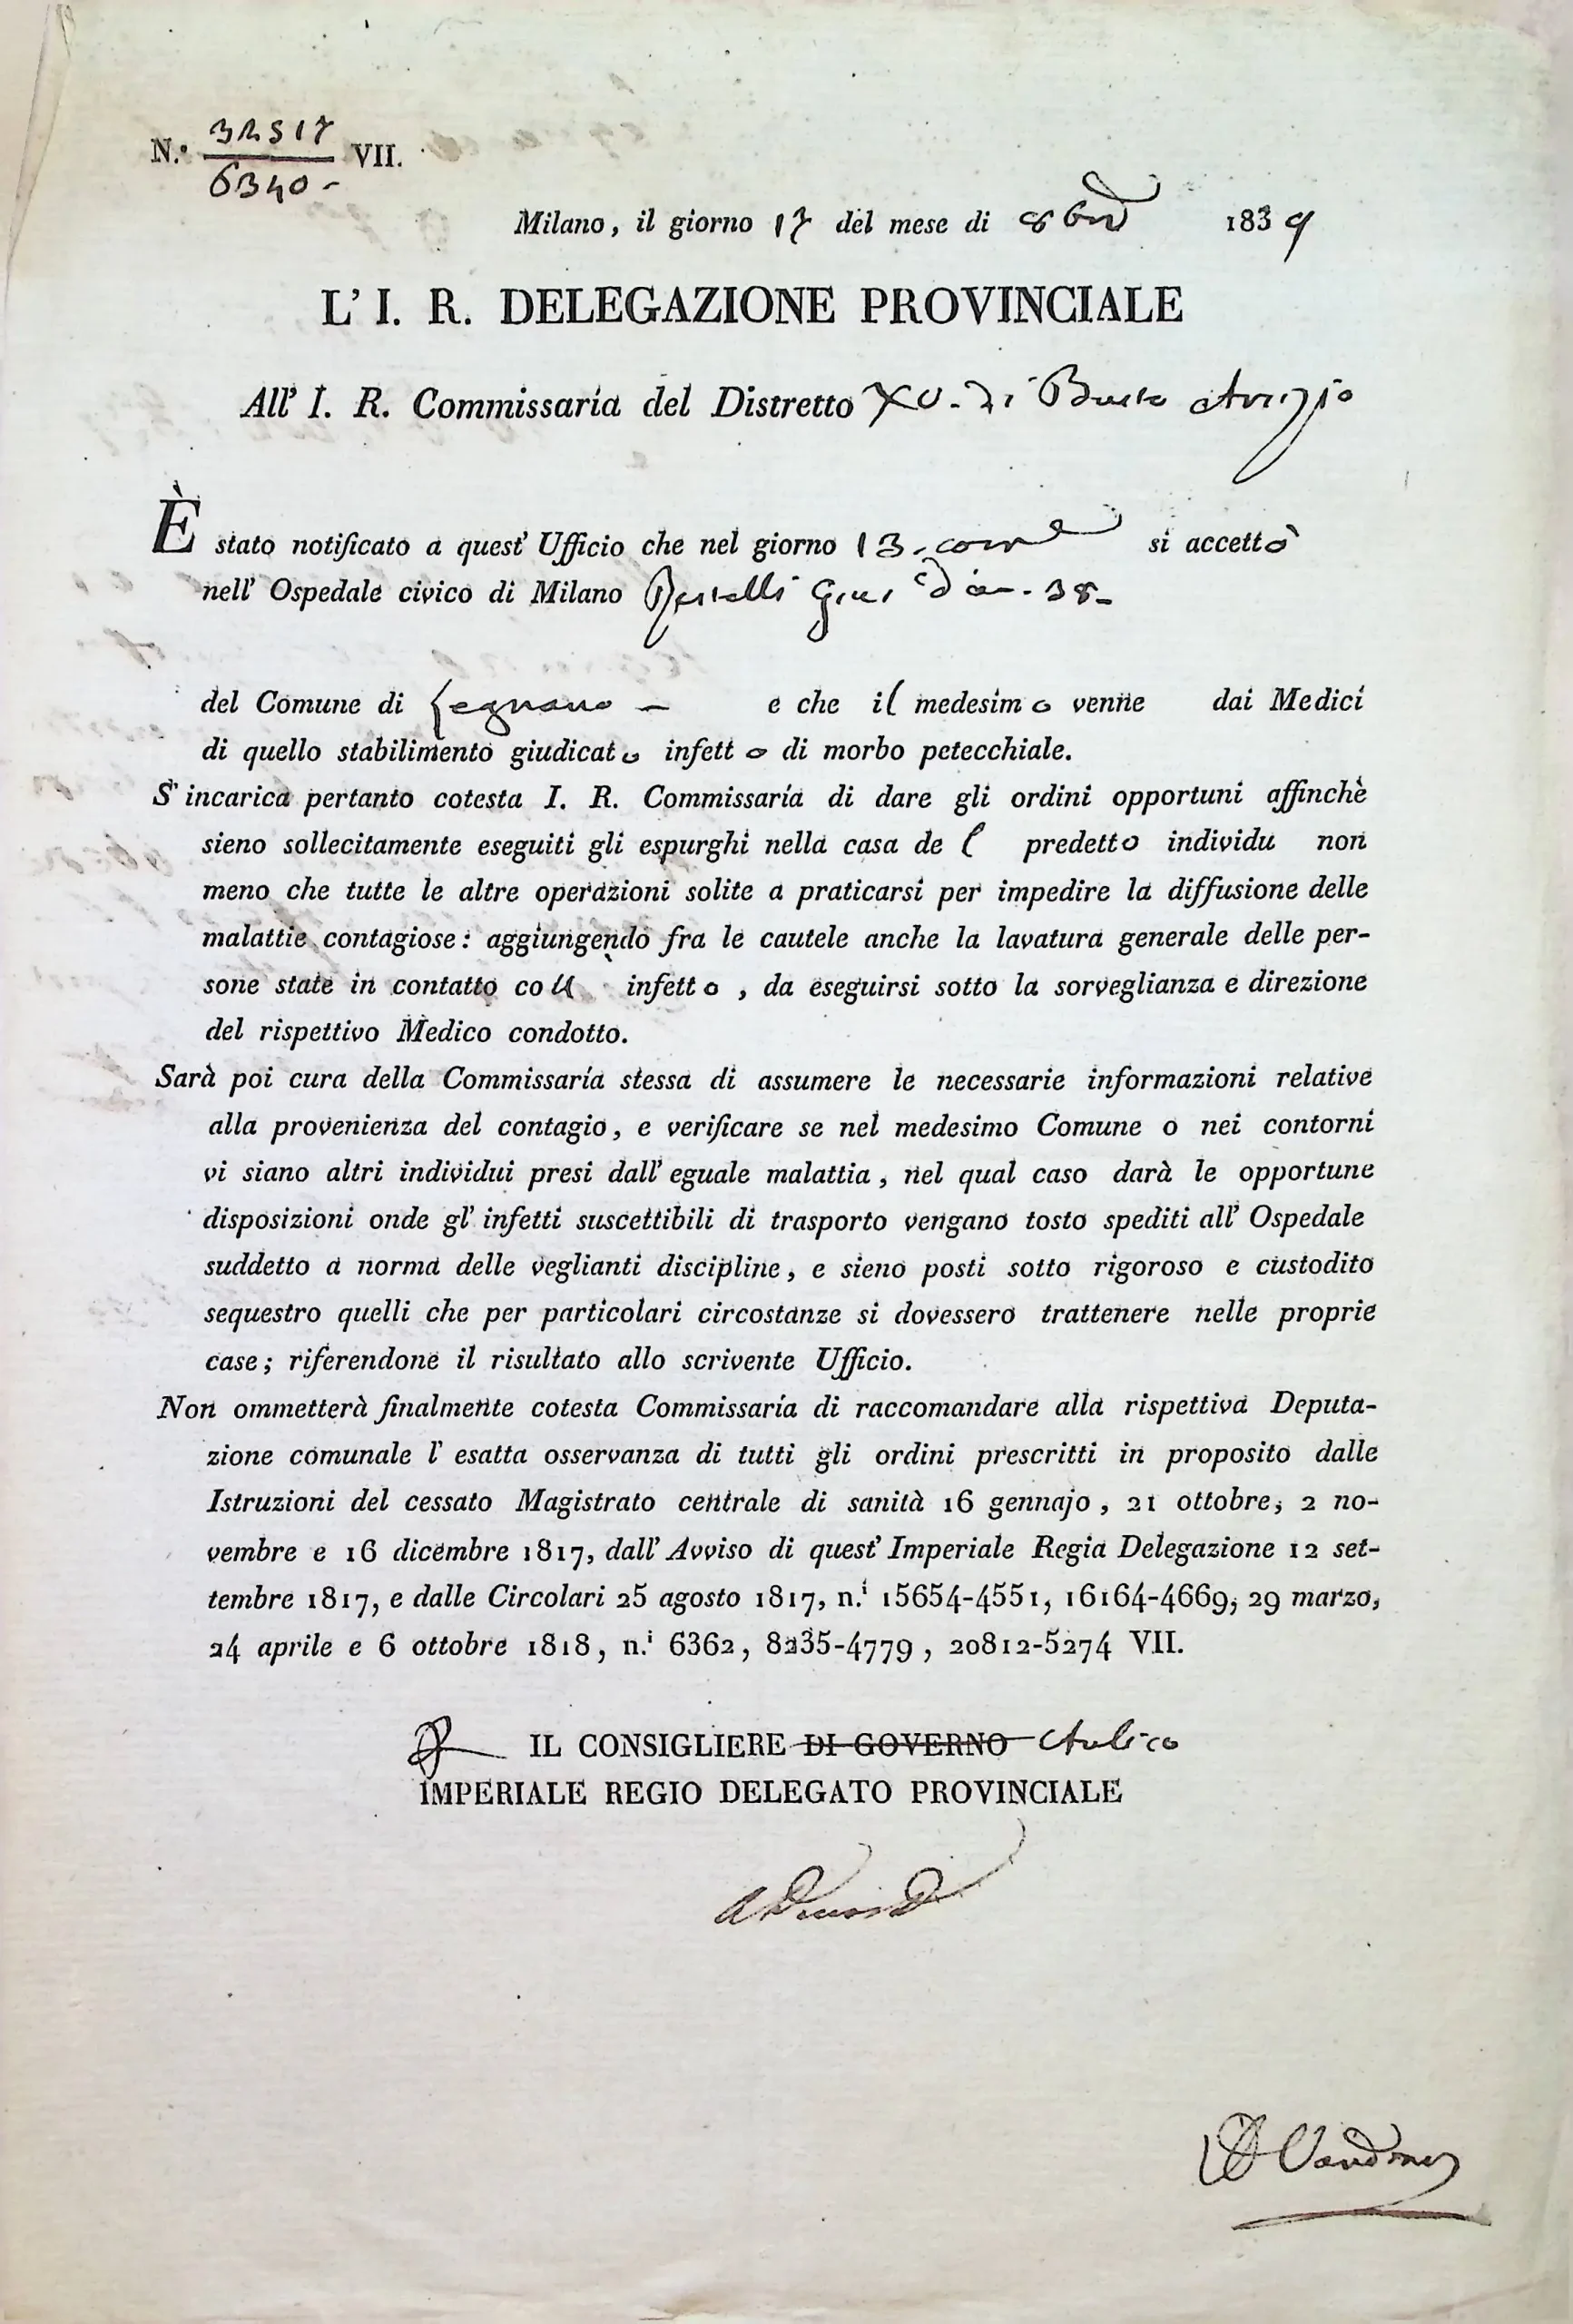 N.º 32517 VII.
6340 -
Milano, il giorno 17 del mese di 8bre 1839
L' I. R. DELEGAZIONE PROVINCIALE
All' I. R. Commissaría del Distretto XV. di Busto Arsizio
È stato notificato a quest' Ufficio che nel giorno 13. corre si accettò
nell' Ospedale civico di Milano di an. 38 -
del Comune di Legnano - e che il medesimo venne dai Medici
di quello stabilimento giudicato infetto di morbo petecchiale.
S' incarica pertanto cotesta I. R. Commissaría di dare gli ordini opportuni affinchè
sieno sollecitamente eseguiti gli espurghi nella casa del predetto individu non
meno che tutte le altre operazioni solite a praticarsi per impedire la diffusione delle
malattie contagiose: aggiungendo fra le cautele anche la lavatura generale delle per-
sone state in contatto coll infetto, da eseguirsi sotto la sorveglianza e direzione
del rispettivo Medico condotto.
Sarà poi cura della Commissaría stessa di assumere le necessarie informazioni relative
alla provenienza del contagio, e verificare se nel medesimo Comune o nei contorni
vi siano altri individui presi dall' eguale malattia, nel qual caso darà le opportune
disposizioni onde gl' infetti suscettibili di trasporto vengano tosto spediti all' Ospedale
suddetto a norma delle veglianti discipline, e sieno posti sotto rigoroso e custodito
sequestro quelli che per particolari circostanze si dovessero trattenere nelle proprie
case; riferendone il risultato allo scrivente Ufficio.
Non ommetterà finalmente cotesta Commissaría di raccomandare alla rispettiva Deputa-
zione comunale l' esatta osservanza di tutti gli ordini prescritti in proposito dalle
Istruzioni del cessato Magistrato centrale di sanità 16 gennajo, 21 ottobre, 2 no-
vembre e 16 dicembre 1817, dall' Avviso di quest' Imperiale Regia Delegazione 12 set-
tembre 1817, e dalle Circolari 25 agosto 1817, n.i 15654-4551, 16164-4669, 29 marzo,
24 aprile e 6 ottobre 1818, n.i 6362, 8235-4779, 20812-5274 VII.
IL CONSIGLIERE DI GOVERNO Aulico
IMPERIALE REGIO DELEGATO PROVINCIALE